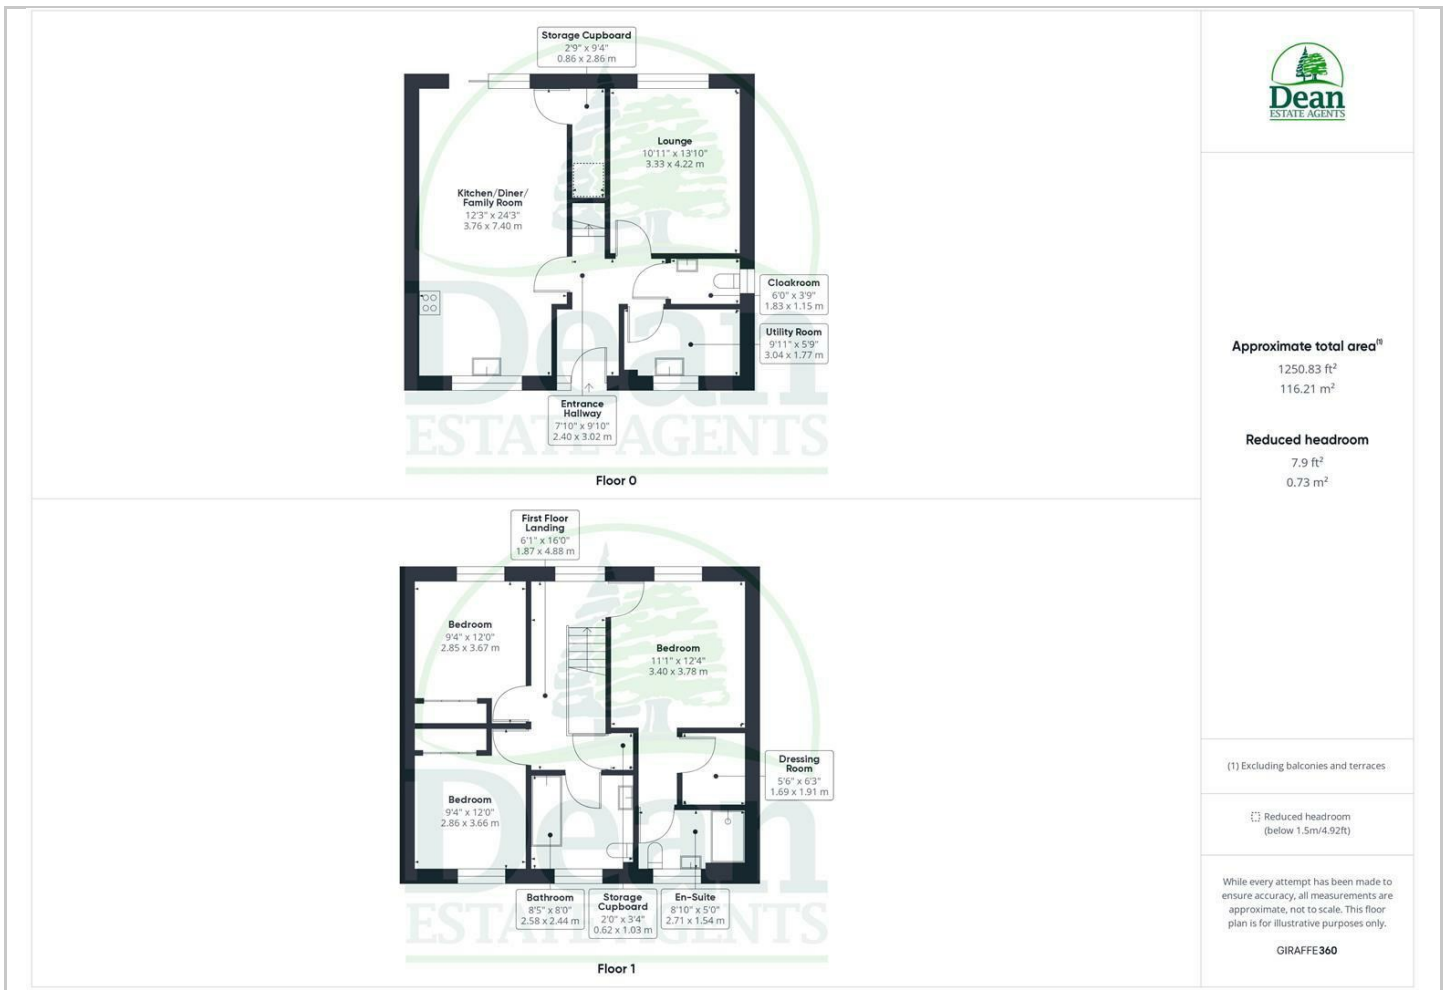 Storage Cupboard
2'9" x 9'4"
0.86 x 2.86 m
Lounge
10'11" x 13'10"
3.33 x 4.22 m
Kitchen/Diner/
Family Room
12'3" x 24'3"
3.76 x 7.40 m
Cloakroom
6'0" x 3'9"
1.83 x 1.15 m
Utility Room
9'11" x 5'9"
3.04 x 1.77 m
Entrance
Hallway
7'10" x 9'10"
2.40 x 3.02 m
Dean
ESTATE AGENTS
Floor 0
First Floor
Landing
6'1" x 16'0"
1.87 x 4.88 m
Bedroom
9'4" x 12'0"
2.85 x 3.67 m
Bedroom
11'1" x 12'4"
3.40 x 3.78 m
Dressing
Room
5'6" x 6'3"
1.69 x 1.91 m
Bedroom
9'4" x 12'0"
2.86 x 3.66 m
Bathroom
8'5" x 8'0"
2.58 x 2.44 m
Storage
Cupboard
2'0" x 3'4"
0.62 x 1.03 m
En-Suite
8'10" x 5'0"
2.71 x 1.54 m
Dean
ESTATE AGENTS
Floor 1
Dean
ESTATE AGENTS
Approximate total area(1)
1250.83 ft²
116.21 m²
Reduced headroom
7.9 ft²
0.73 m²
(1) Excluding balconies and terraces
Reduced headroom
(below 1.5m/4.92ft)
While every attempt has been made to
ensure accuracy, all measurements are
approximate, not to scale. This floor
plan is for illustrative purposes only.
GIRAFFE360